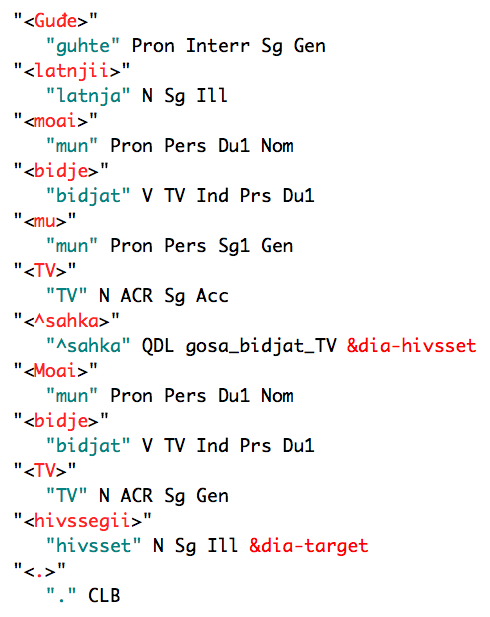 "<Guđe>"
"guhte" Pron Interr Sg Gen
"<latnjii>"
"latnja" N Sg Ill
"<moai>"
"mun" Pron Pers Du1 Nom
"<bidje>"
"bidjat" V TV Ind Prs Du1
"<mu>"
"mun" Pron Pers Sg1 Gen
"<TV>"
"TV" N ACR Sg Acc
"<^sahka>"
"^sahka" QDL gosa_bidjat_TV &dia-hivsset
"<Moai>"
"mun" Pron Pers Du1 Nom
"<bidje>"
"bidjat" V TV Ind Prs Du1
"<TV>"
"TV" N ACR Sg Gen
"<hivssegii>"
"hivsset" N Sg Ill &dia-target
"<.>"
"." CLB